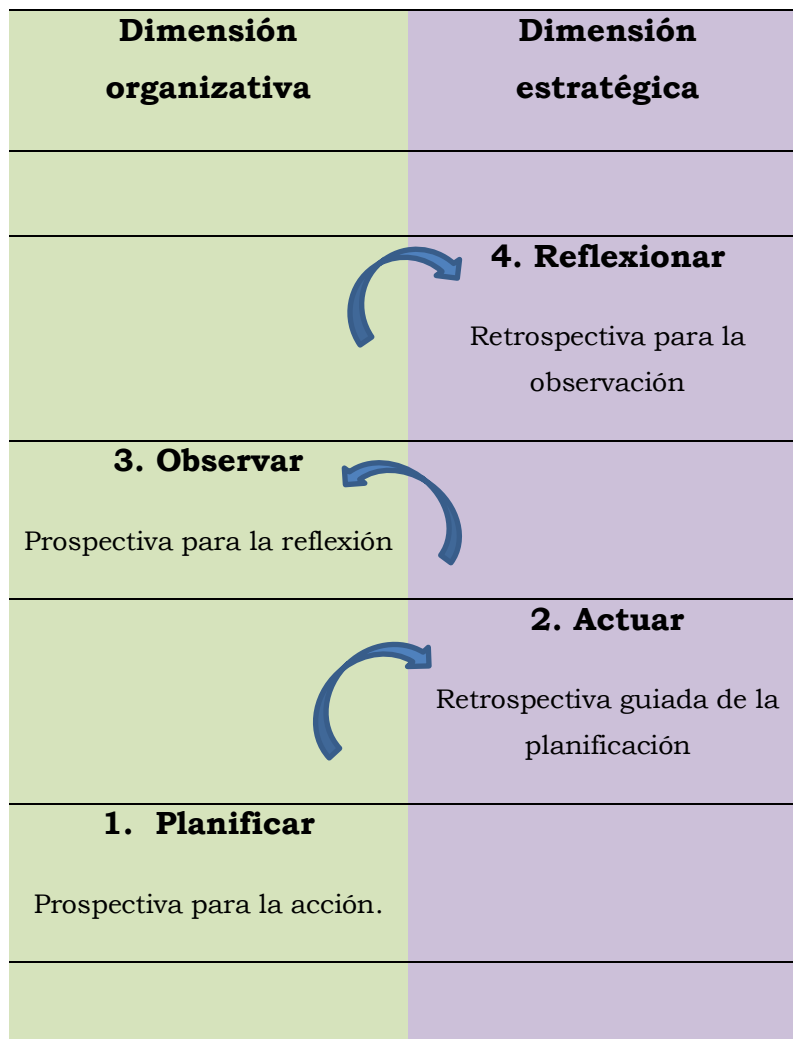 Dimensión
organizativa
Dimensión
estratégica
4. Reflexionar
Retrospectiva para la
observación
3. Observar
Prospectiva para la reflexión
2. Actuar
Retrospectiva guiada de la
planificación
1. Planificar
Prospectiva para la acción.